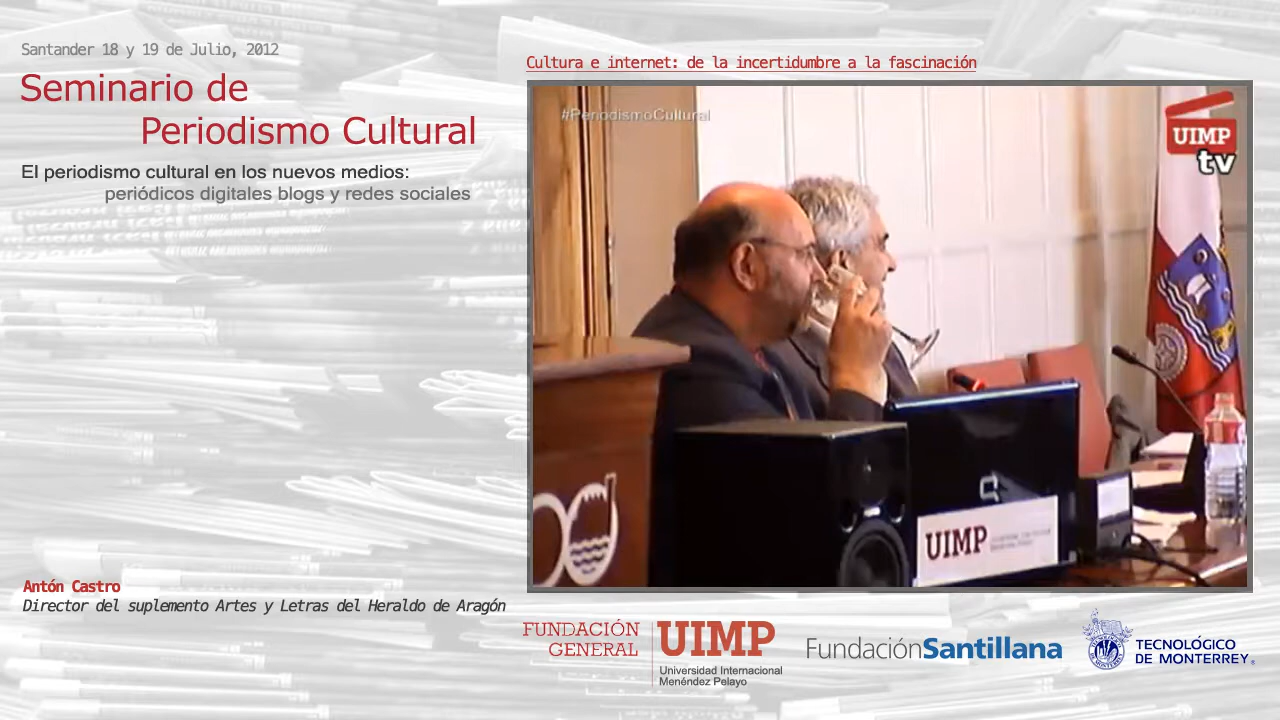 Santander 18 y 19 de Julio, 2012
Seminario de
Periodismo Cultural
El periodismo cultural en los nuevos medios:
periódicos digitales blogs y redes sociales
Cultura e internet: de la incertidumbre a la fascinación
#PeriodismoCultural
UIMP
tv
UIMP
Antón Castro
Director del suplemento Artes y Letras del Heraldo de Aragón
FUNDACIÓN
GENERAL
UIMP
Universidad Internacional
Menéndez Pelayo
FundaciónSantillana
TECNOLÓGICO
DE MONTERREY